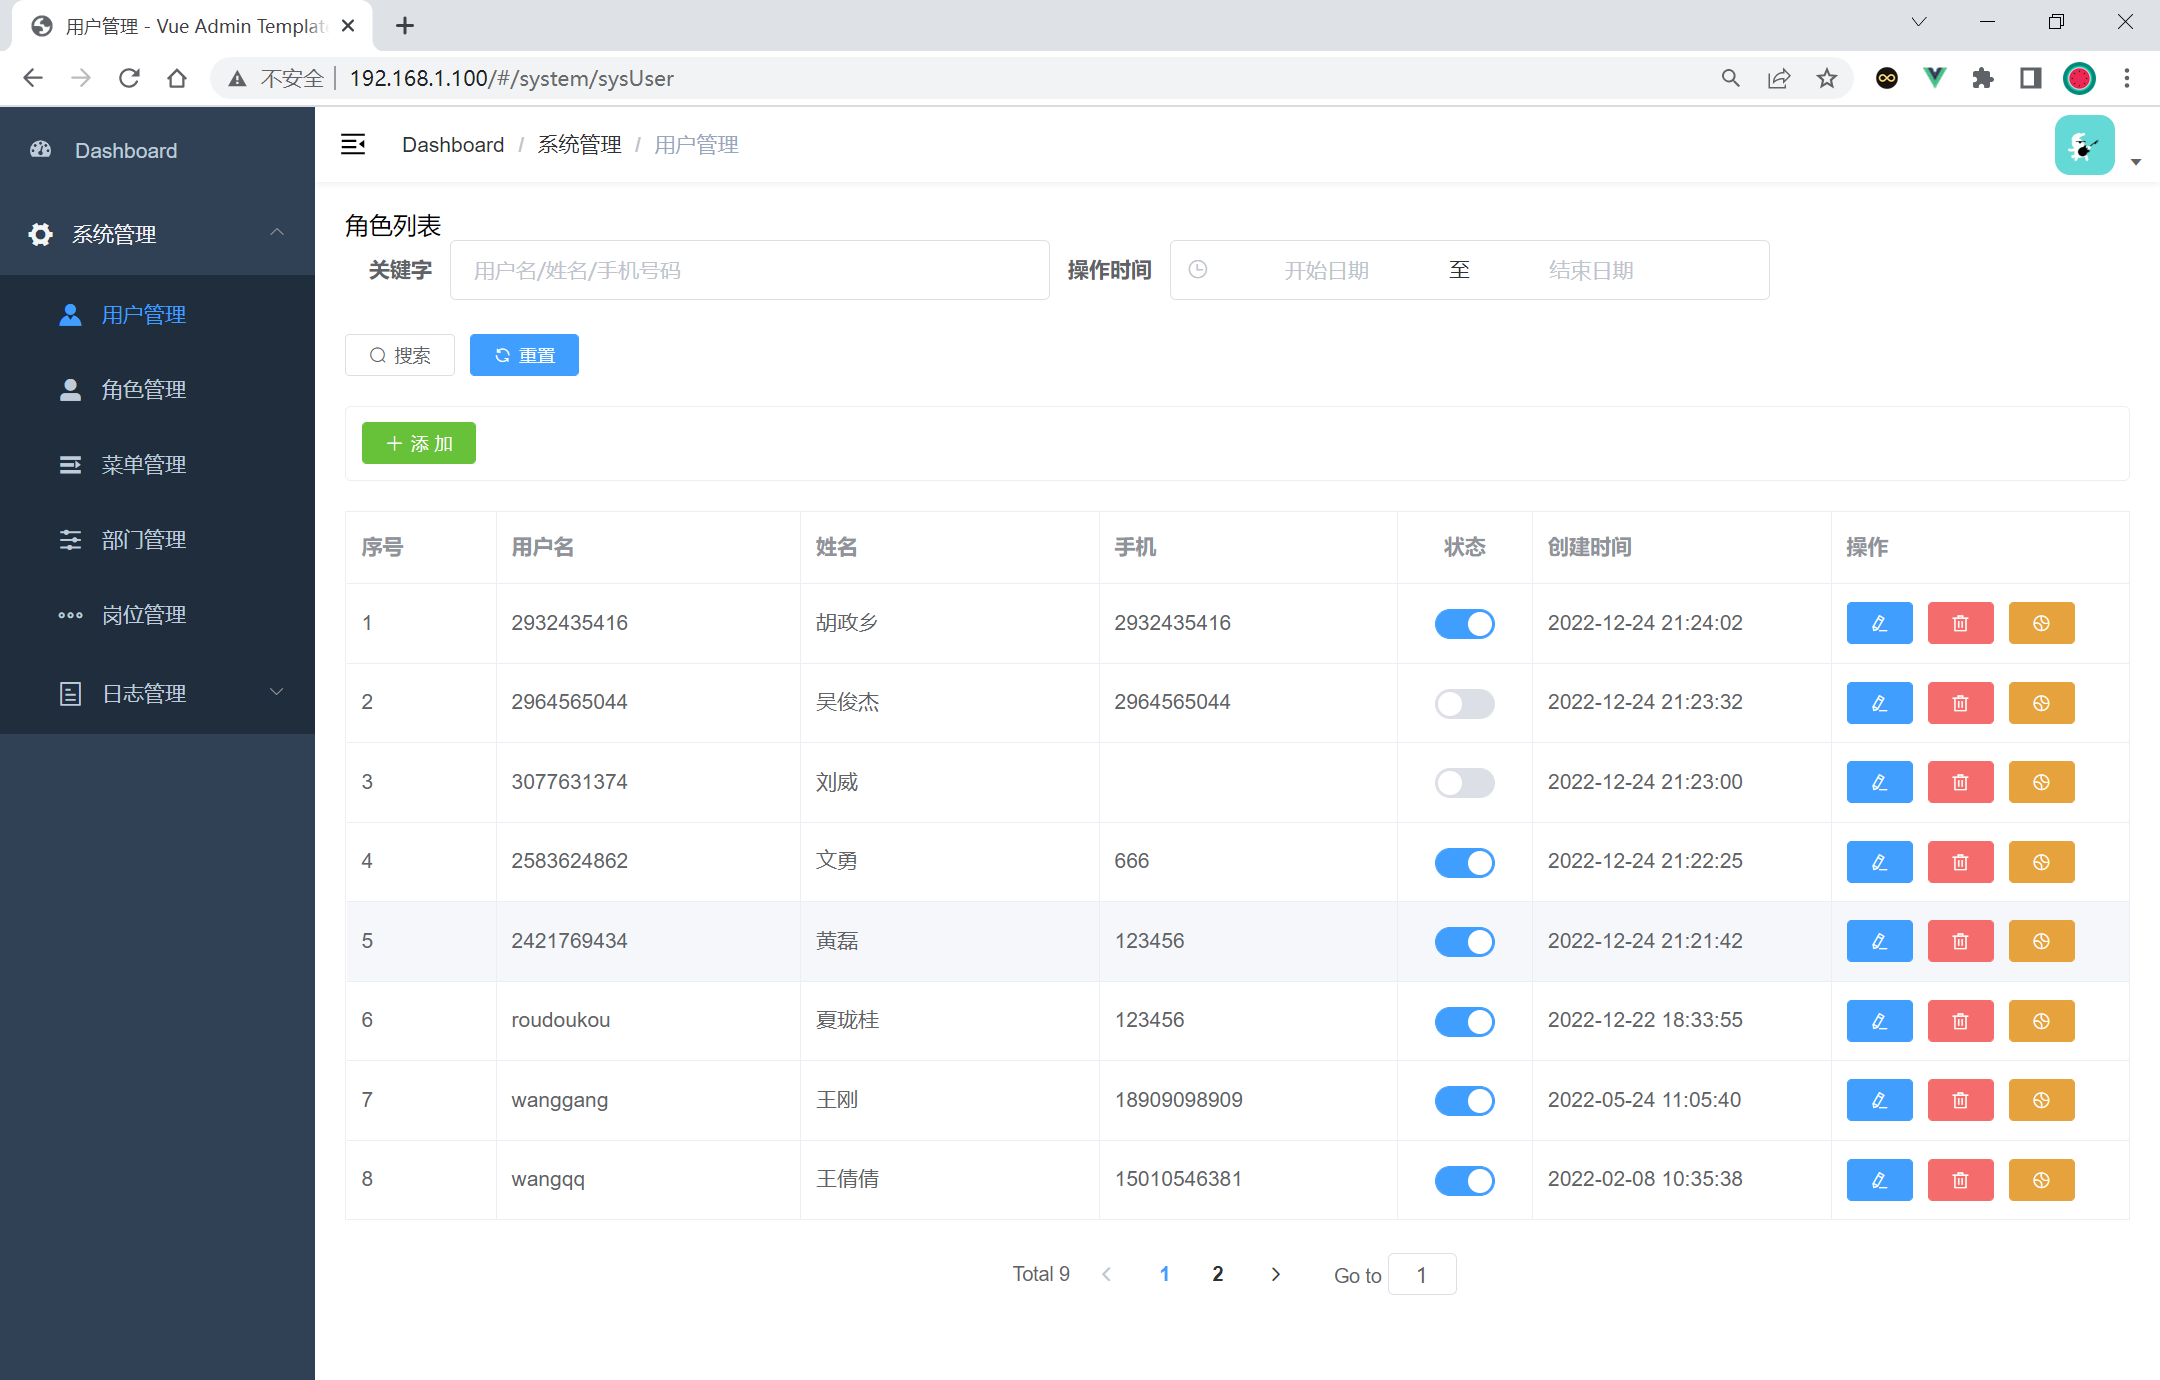 用户管理 - Vue Admin Templat
不安全 192.168.1.100/#/system/sysUser
Dashboard
系统管理
用户管理
角色管理
菜单管理
部门管理
岗位管理
日志管理
Dashboard / 系统管理 / 用户管理
角色列表
关键字 用户名/姓名/手机号码 操作时间 开始日期 至 结束日期
搜索 重置
添 加
序号 用户名 姓名 手机 状态 创建时间 操作
1 2932435416 胡政乡 2932435416 2022-12-24 21:24:02
2 2964565044 吴俊杰 2964565044 2022-12-24 21:23:32
3 3077631374 刘威 2022-12-24 21:23:00
4 2583624862 文勇 666 2022-12-24 21:22:25
5 2421769434 黄磊 123456 2022-12-24 21:21:42
6 roudoukou 夏珑桂 123456 2022-12-22 18:33:55
7 wanggang 王刚 18909098909 2022-05-24 11:05:40
8 wangqq 王倩倩 15010546381 2022-02-08 10:35:38
Total 9 1 2 Go to 1